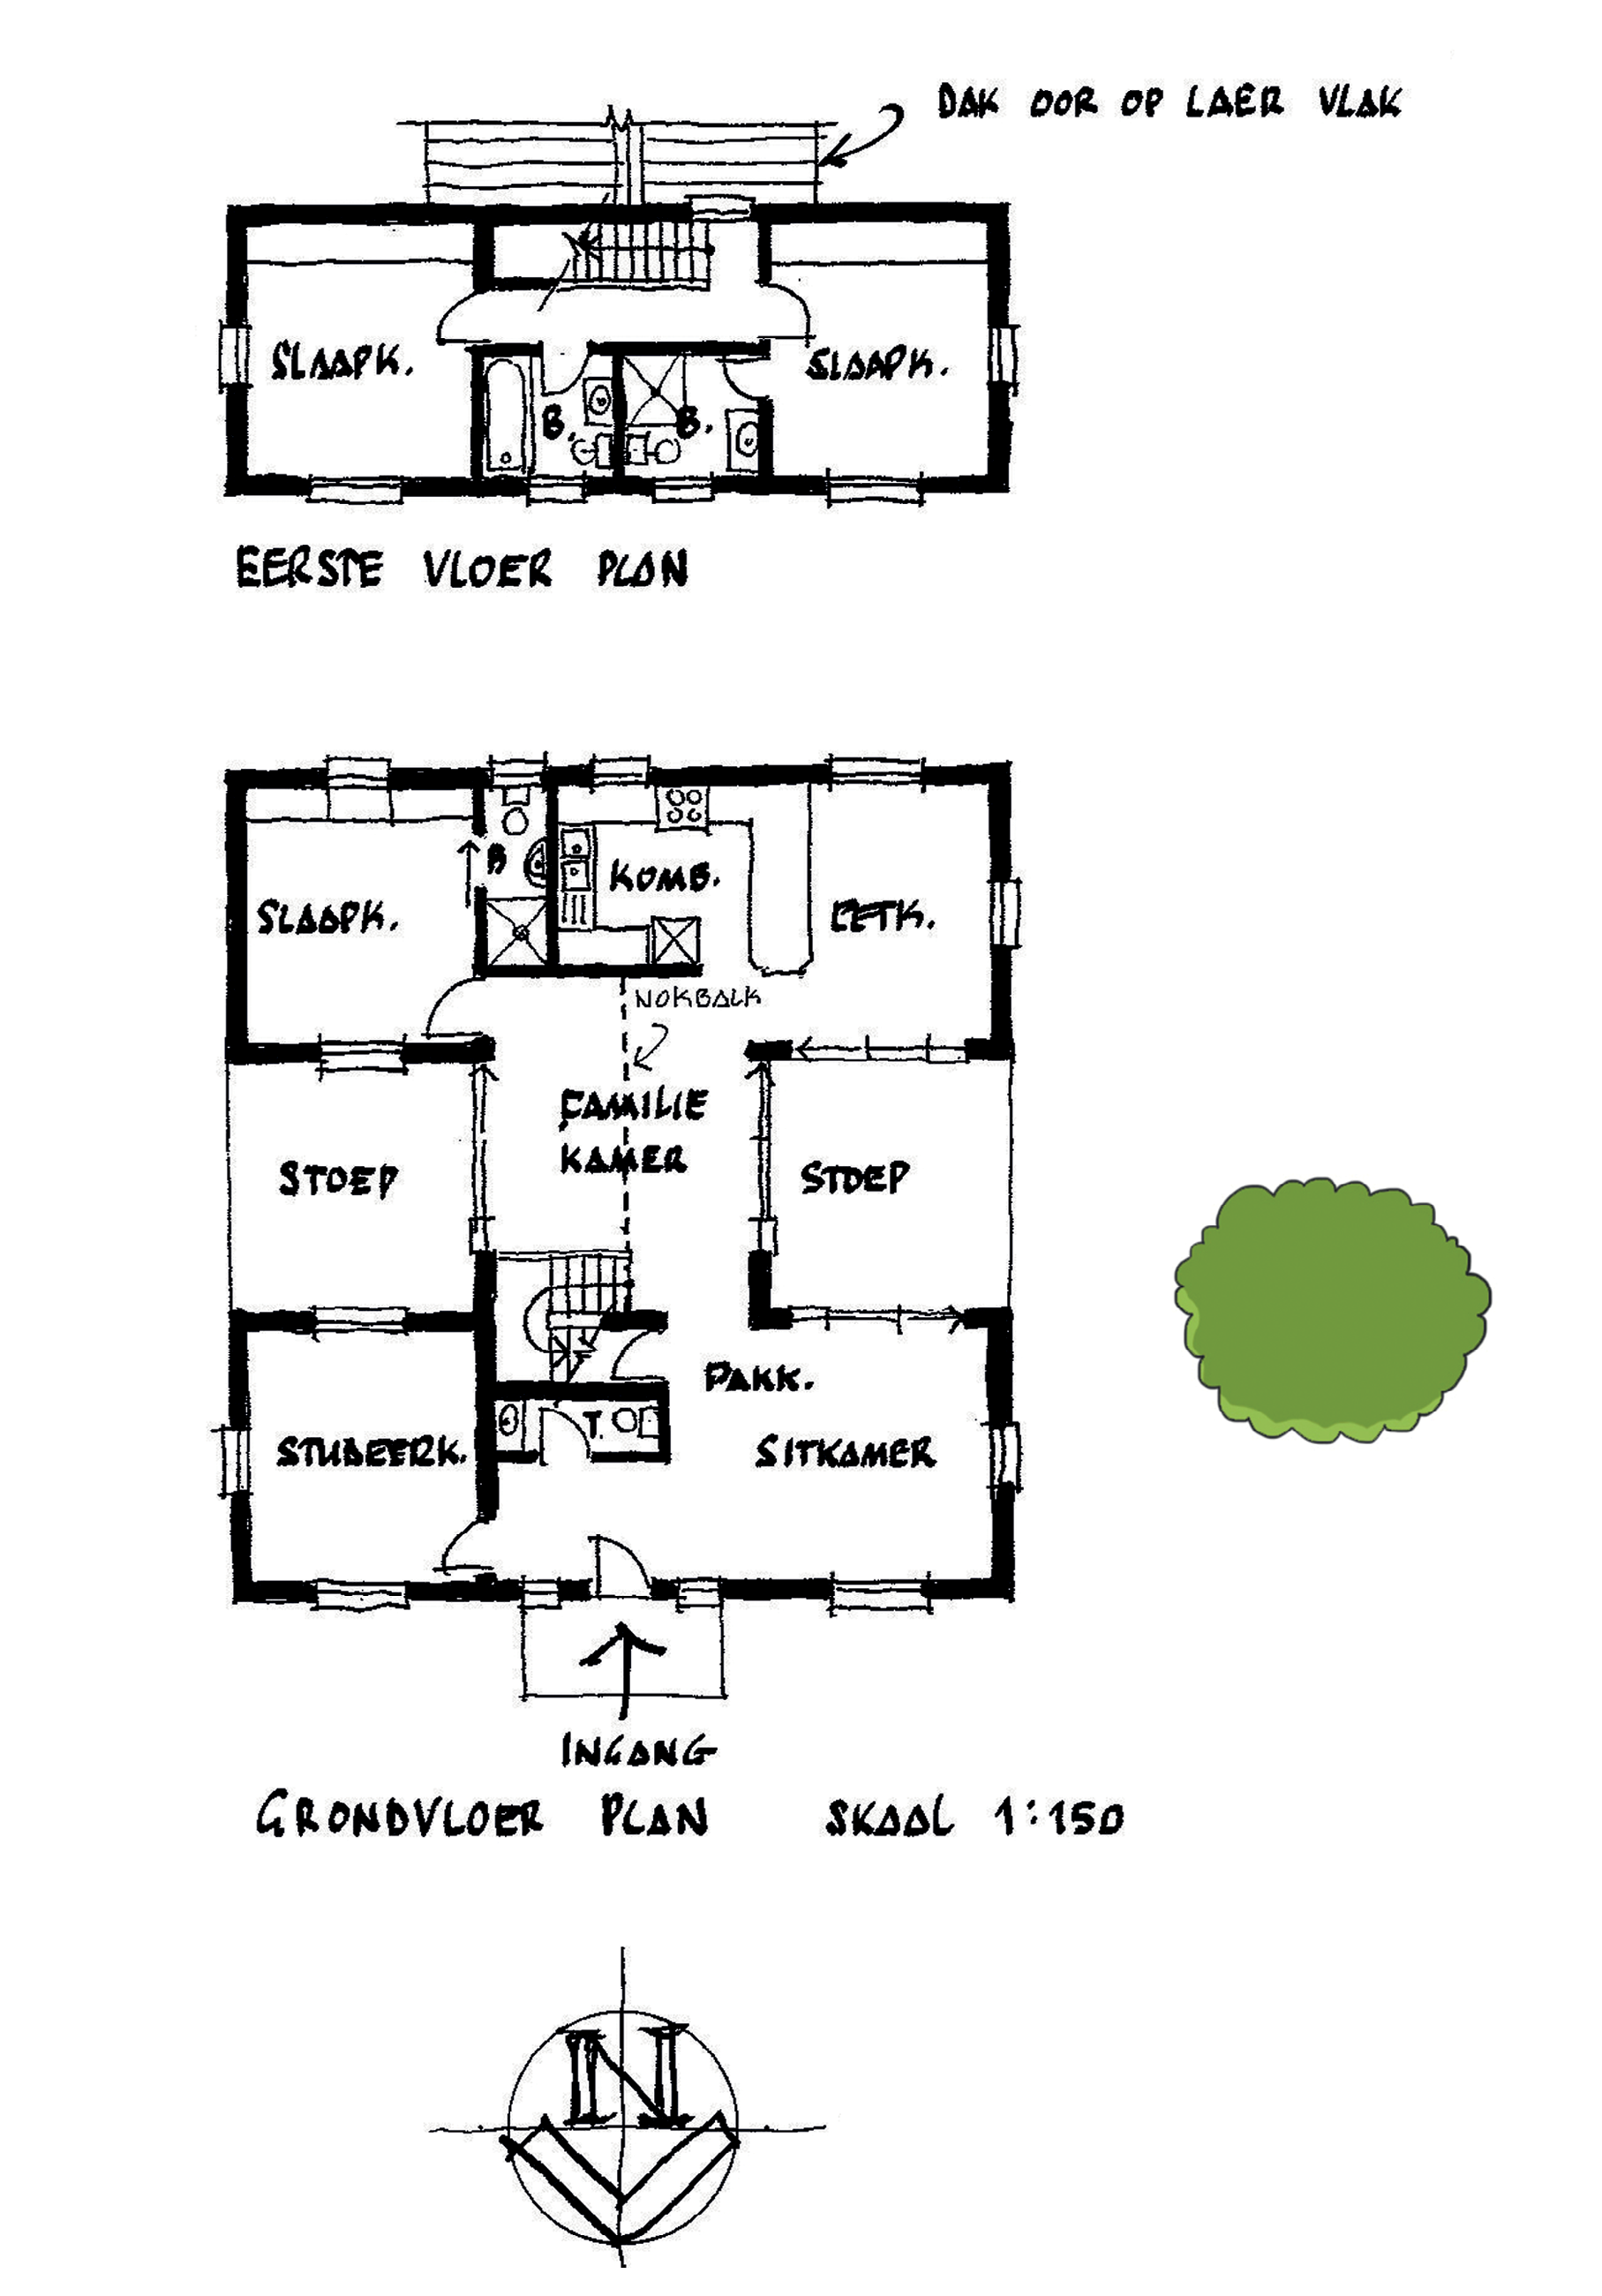 DAK OOR OP LAER VLAK
SLAAPK.
SLAAPK.
B.
B.
EERSTE VLOER PLAN
B
KOMB.
SLAAPK.
EETK.
NOKBALK
FAMILIE
KAMER
STOEP
STOEP
PAKK.
T.
STUDEERK.
SITKAMER
INGANG
GRONDVLOER PLAN SKAAL 1:150
N